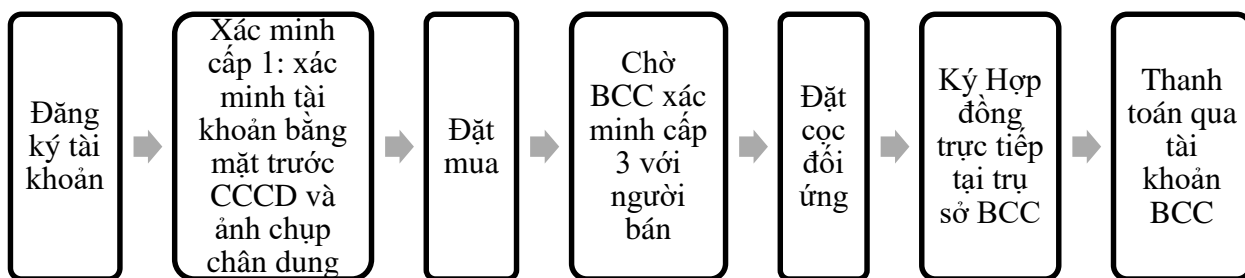 Đăng
ký tài
khoản
Xác minh
cấp 1: xác
minh tài
khoản bằng
mặt trước
CCCD và
ảnh chụp
chân dung
Đặt
mua
Chờ
BCC xác
minh cấp
3 với
người
bán
Đặt
cọc
đối
ứng
Ký Hợp
đồng
trực tiếp
tại trụ
sở BCC
Thanh
toán qua
tài
khoản
BCC